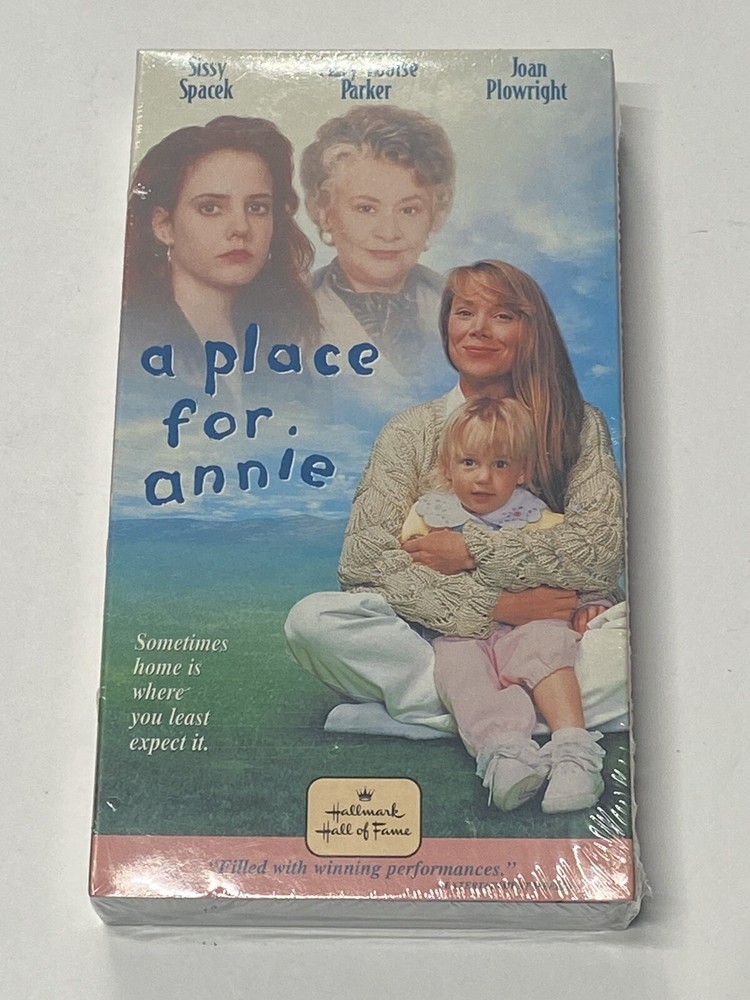 Sissy
Spacek
Louise
Parker
Joan
Plowright
a place
for.
annie
Sometimes
home is
where
you least
expect it.
Hallmark
Hall of Fame
"Filled with winning performances."